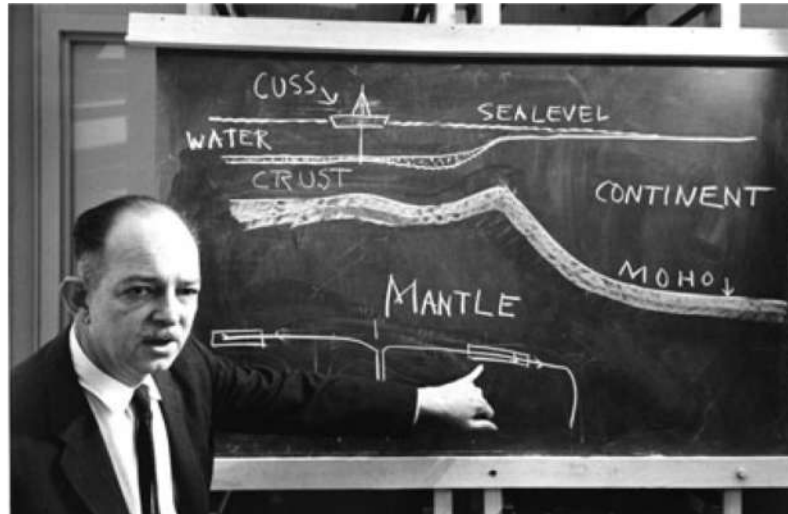 CUSS
SEALEVEL
WATER
CRUST
CONTINENT
MOHO
MANTLE